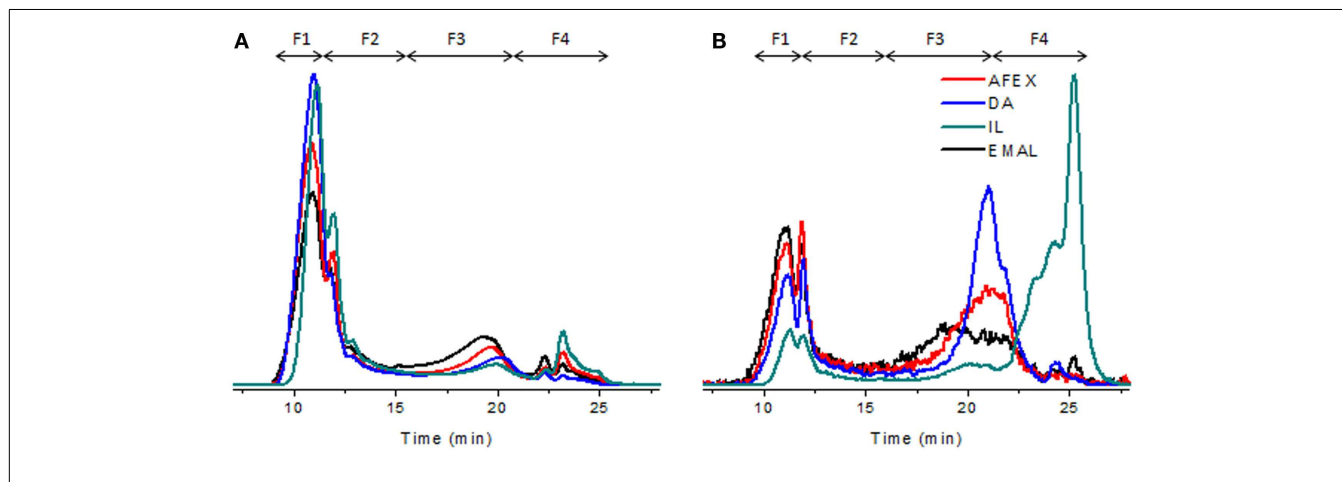 A
F1 F2 F3 F4
10 15 20 25
Time (min)
B
F1 F2 F3 F4
AFEX
DA
IL
EMAL
10 15 20 25
Time (min)